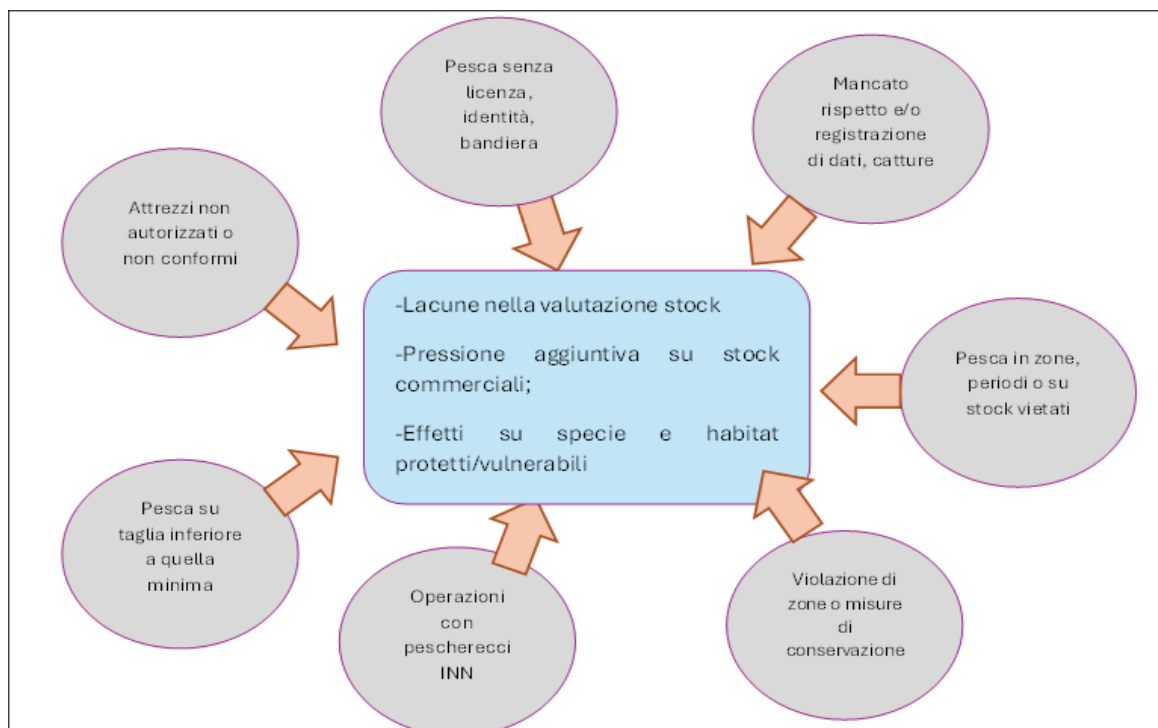 Pesca senza
licenza,
identità,
bandiera
Mancato
rispetto e/o
registrazione
di dati, catture
Attrezzi non
autorizzati o
non conformi
-Lacune nella valutazione stock
-Pressione aggiuntiva su stock
commerciali;
-Effetti su specie e habitat
protetti/vulnerabili
Pesca in zone,
periodi o su
stock vietati
Pesca su
taglia inferiore
a quella
minima
Operazioni
con
pescherecci
INN
Violazione di
zone o misure
di
conservazione